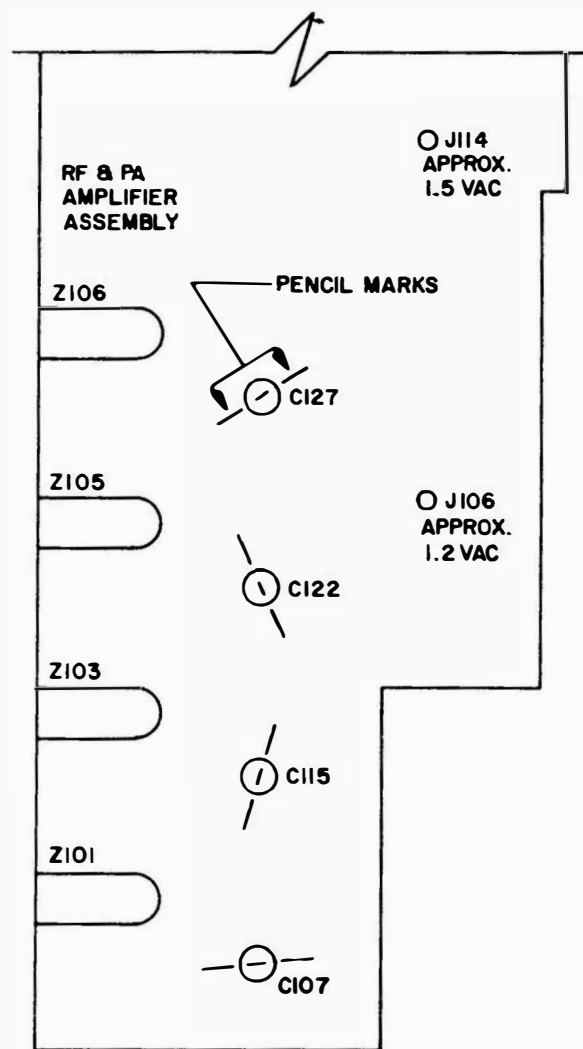 J114
APPROX.
1.5 VAC
RF & PA
AMPLIFIER
ASSEMBLY
PENCIL MARKS
Z106
C127
Z105
J106
APPROX.
1.2 VAC
C122
Z103
C115
Z101
C107